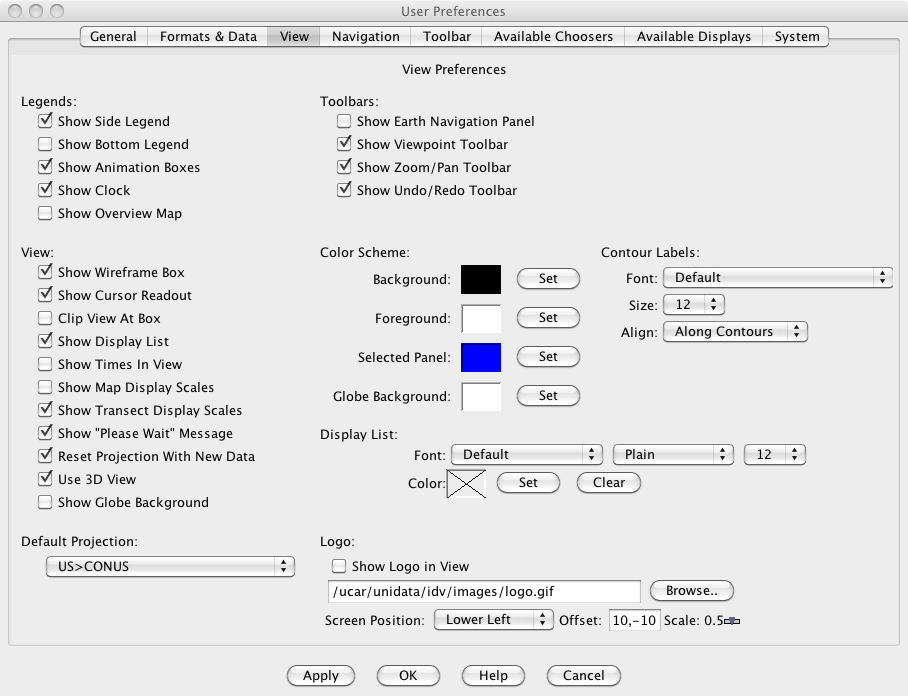 User Preferences
General Formats & Data View Navigation Toolbar Available Choosers Available Displays System
View Preferences
Legends:
Show Side Legend
Show Bottom Legend
Show Animation Boxes
Show Clock
Show Overview Map
Toolbars:
Show Earth Navigation Panel
Show Viewpoint Toolbar
Show Zoom/Pan Toolbar
Show Undo/Redo Toolbar
View:
Show Wireframe Box
Show Cursor Readout
Clip View At Box
Show Display List
Show Times In View
Show Map Display Scales
Show Transect Display Scales
Show "Please Wait" Message
Reset Projection With New Data
Use 3D View
Show Globe Background
Color Scheme:
Background: Set
Foreground: Set
Selected Panel: Set
Globe Background: Set
Contour Labels:
Font: Default
Size: 12
Align: Along Contours
Display List:
Font: Default Plain 12
Color: Set Clear
Default Projection:
US>CONUS
Logo:
Show Logo in View
/ucar/unidata/idv/images/logo.gif Browse..
Screen Position: Lower Left Offset: 10,-10 Scale: 0.5
Apply OK Help Cancel